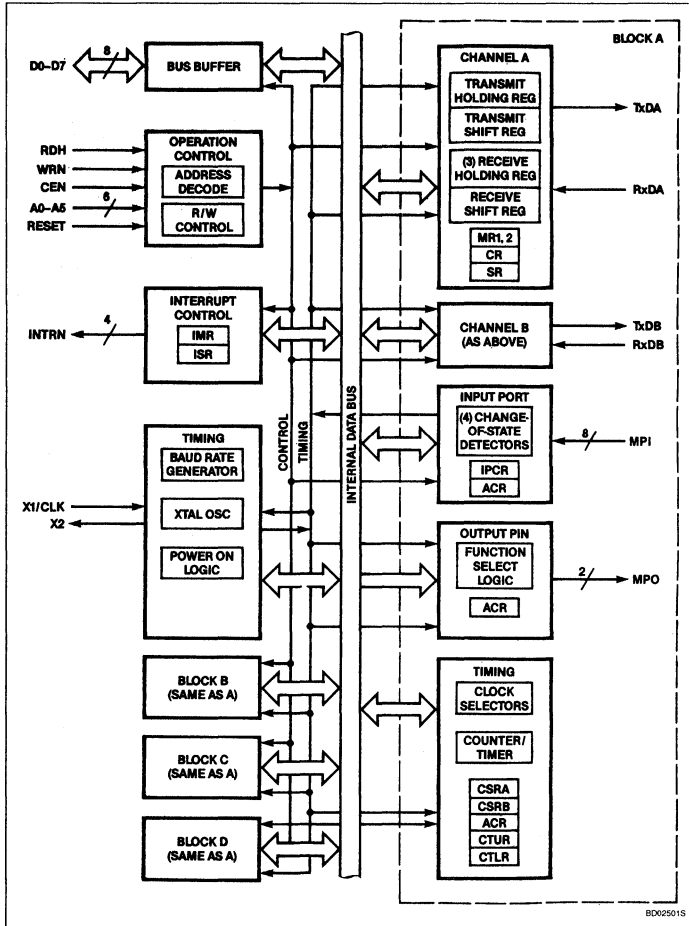 D0–D7
8
BUS BUFFER
RDH
WRN
CEN
A0–A5
6
RESET
OPERATION
CONTROL
ADDRESS
DECODE
R/W
CONTROL
INTRN
4
INTERRUPT
CONTROL
IMR
ISR
X1/CLK
X2
TIMING
BAUD RATE
GENERATOR
XTAL OSC
POWER ON
LOGIC
BLOCK B
(SAME AS A)
BLOCK C
(SAME AS A)
BLOCK D
(SAME AS A)
CONTROL
TIMING
INTERNAL DATA BUS
BLOCK A
CHANNEL A
TRANSMIT
HOLDING REG
TRANSMIT
SHIFT REG
(3) RECEIVE
HOLDING REG
RECEIVE
SHIFT REG
MR1, 2
CR
SR
TxDA
RxDA
CHANNEL B
(AS ABOVE)
TxDB
RxDB
INPUT PORT
(4) CHANGE-
OF-STATE
DETECTORS
IPCR
ACR
8
MPI
OUTPUT PIN
FUNCTION
SELECT
LOGIC
ACR
2
MPO
TIMING
CLOCK
SELECTORS
COUNTER/
TIMER
CSRA
CSRB
ACR
CTUR
CTLR
BD02501S